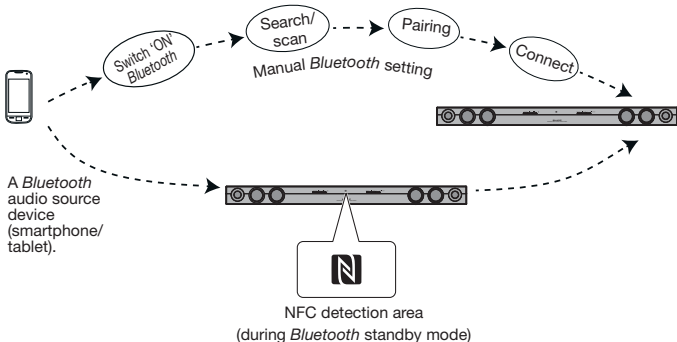 Switch 'ON'
Bluetooth
Search/
scan
Pairing
Connect
Manual Bluetooth setting
A Bluetooth
audio source
device
(smartphone/
tablet).
NFC detection area
(during Bluetooth standby mode)